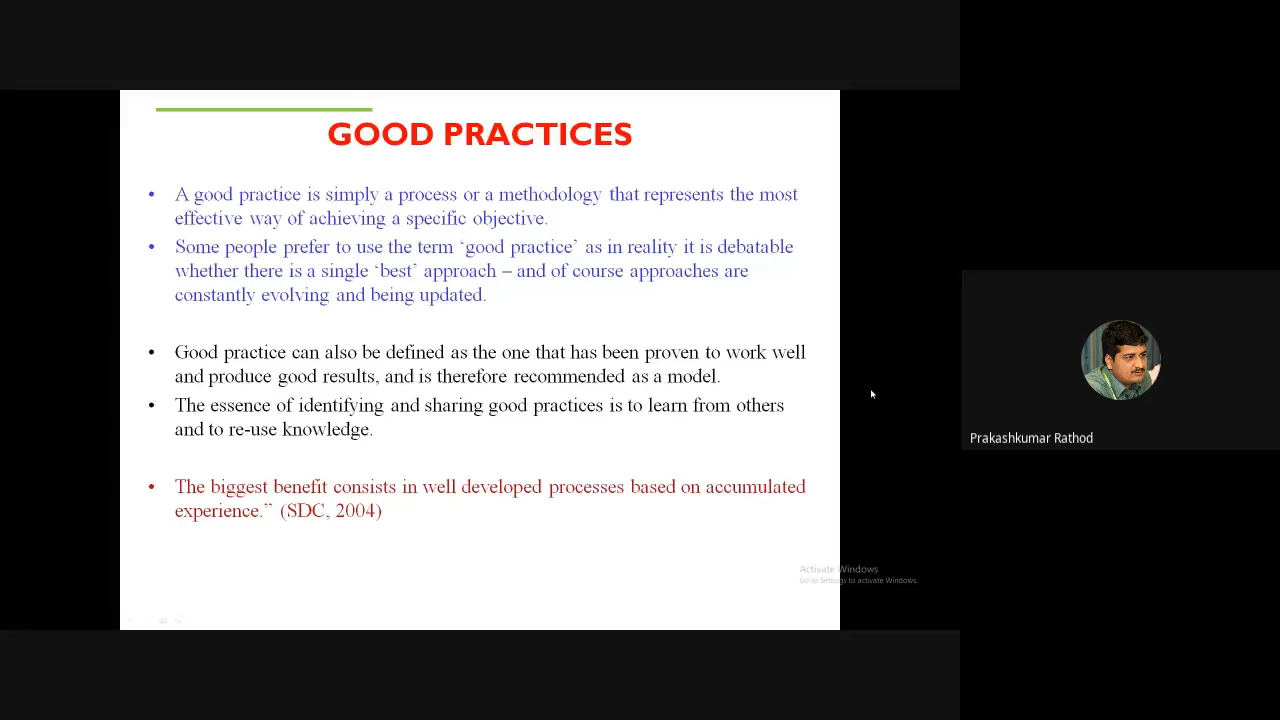 GOOD PRACTICES
• A good practice is simply a process or a methodology that represents the most
effective way of achieving a specific objective.
• Some people prefer to use the term ‘good practice’ as in reality it is debatable
whether there is a single ‘best’ approach – and of course approaches are
constantly evolving and being updated.
• Good practice can also be defined as the one that has been proven to work well
and produce good results, and is therefore recommended as a model.
• The essence of identifying and sharing good practices is to learn from others
and to re-use knowledge.
• The biggest benefit consists in well developed processes based on accumulated
experience.” (SDC, 2004)
Activate Windows
Go to Settings to activate Windows.
Prakashkumar Rathod